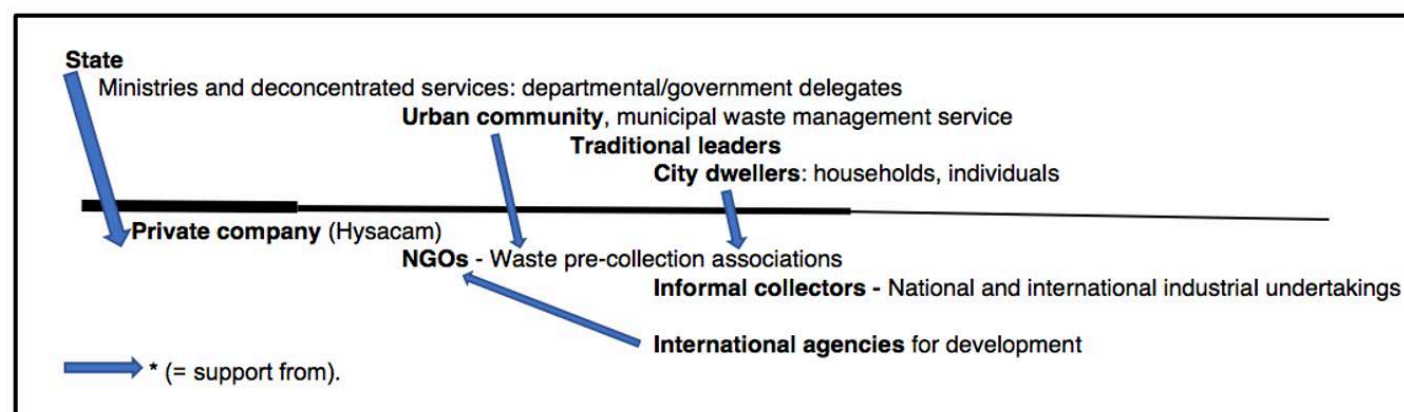 State
Ministries and deconcentrated services: departmental/government delegates
Urban community, municipal waste management service
Traditional leaders
City dwellers: households, individuals
Private company (Hysacam)
NGOs - Waste pre-collection associations
Informal collectors - National and international industrial undertakings
International agencies for development
* (= support from).